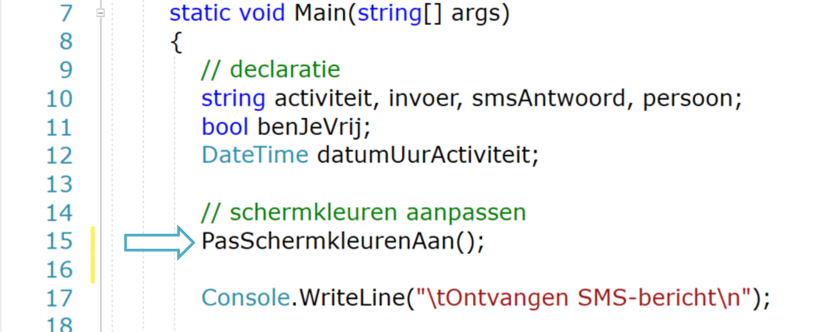 7 static void Main(string[] args)
8 {
9 // declaratie
10 string activiteit, invoer, smsAntwoord, persoon;
11 bool benJeVrij;
12 DateTime datumUurActiviteit;
13
14 // schermkleuren aanpassen
15 PasSchermkleurenAan();
16
17 Console.WriteLine("\tOntvangen SMS-bericht\n");
18